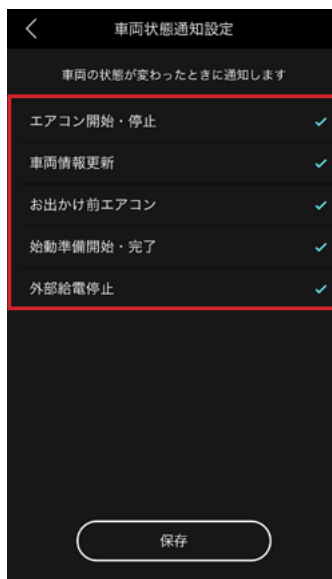 車両状態通知設定
車両の状態が変わったときに通知します
エアコン開始・停止
車両情報更新
お出かけ前エアコン
始動準備開始・完了
外部給電停止
保存